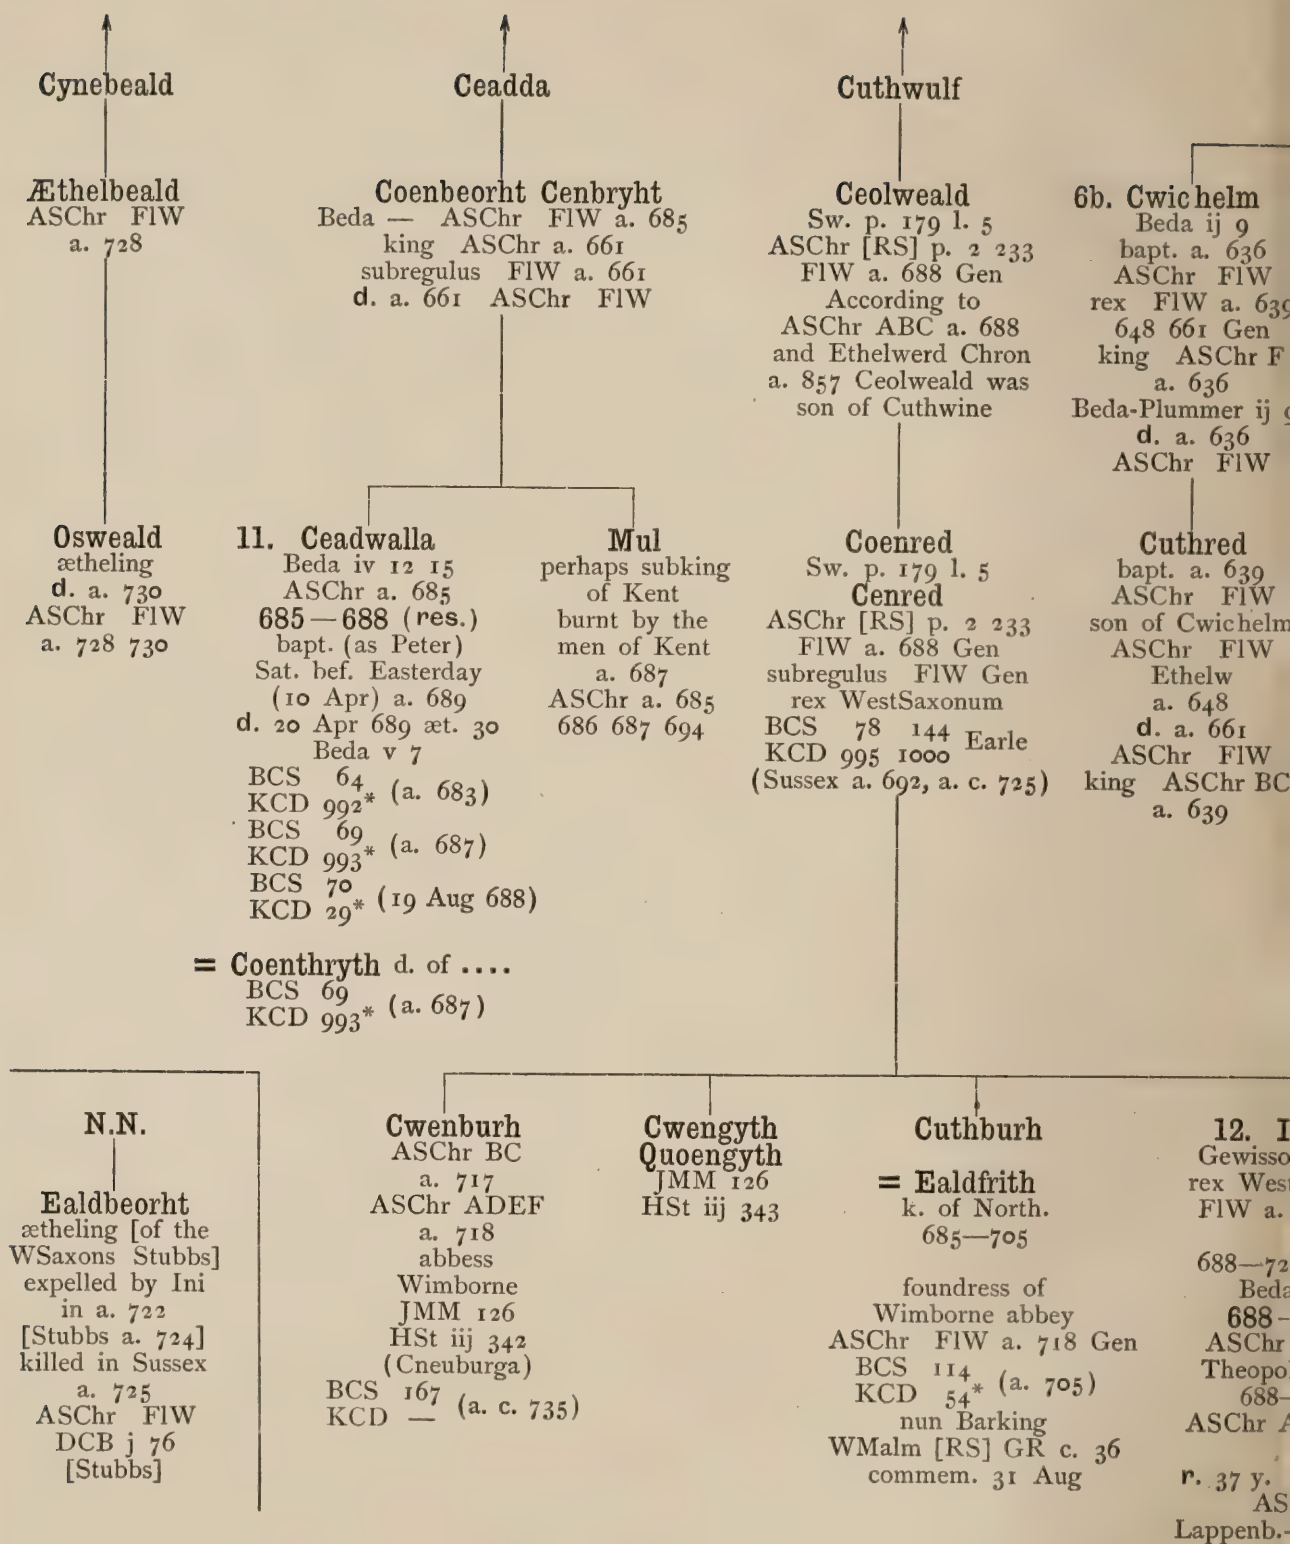 Cynebeald
Ceadda
Cuthwulf
Æthelbeald
ASChr FlW
a. 728
Coenbeorht Cenbryht
Beda — ASChr FlW a. 685
king ASChr a. 661
subregulus FlW a. 661
d. a. 661 ASChr FlW
Ceolweald
Sw. p. 179 l. 5
ASChr [RS] p. 2 233
FlW a. 688 Gen
According to
ASChr ABC a. 688
and Ethelwerd Chron
a. 857 Ceolweald was
son of Cuthwine
6b. Cwichelm
Beda ij 9
bapt. a. 636
ASChr FlW
rex FlW a. 639
648 661 Gen
king ASChr F
a. 636
Beda-Plummer ij
d. a. 636
ASChr FlW
Osweald
ætheling
d. a. 730
ASChr FlW
a. 728 730
11. Ceadwalla
Beda iv 12 15
ASChr a. 685
685—688 (res.)
bapt. (as Peter)
Sat. bef. Easterday
(10 Apr) a. 689
d. 20 Apr 689 æt. 30
Beda v 7
BCS 64
KCD 992* (a. 683)
BCS 69
KCD 993* (a. 687)
BCS 70
KCD 29* (19 Aug 688)
= Coenthryth d. of ....
BCS 69
KCD 993* (a. 687)
Mul
perhaps subking
of Kent
burnt by the
men of Kent
a. 687
ASChr a. 685
686 687 694
Coenred
Sw. p. 179 l. 5
Cenred
ASChr [RS] p. 2 233
FlW a. 688 Gen
subregulus FlW Gen
rex WestSaxonum
BCS 78 144
KCD 995 1000 Earle
(Sussex a. 692, a. c. 725)
Cuthred
bapt. a. 639
ASChr FlW
son of Cwichelm
ASChr FlW
Ethelw
a. 648
d. a. 661
ASChr FlW
king ASChr BC
a. 639
N.N.
Ealdbeorht
ætheling [of the
WSaxons Stubbs]
expelled by Ini
in a. 722
[Stubbs a. 724]
killed in Sussex
a. 725
ASChr FlW
DCB j 76
[Stubbs]
Cwenburh
ASChr BC
a. 717
ASChr ADEF
a. 718
abbess
Wimborne
JMM 126
HSt iij 342
(Cneuburga)
BCS 167
KCD — (a. c. 735)
Cwengyth
Quoengyth
JMM 126
HSt iij 343
Cuthburh
= Ealdfrith
k. of North.
685—705
foundress of
Wimborne abbey
ASChr FlW a. 718 Gen
BCS 114
KCD 54* (a. 705)
nun Barking
WMalm [RS] GR c. 36
commem. 31 Aug
12. I
Gewisso
rex West
FlW a.
688—72
Beda
688—
ASChr
Theopo
688—
ASChr A
r. 37 y.
AS
Lappenb.-